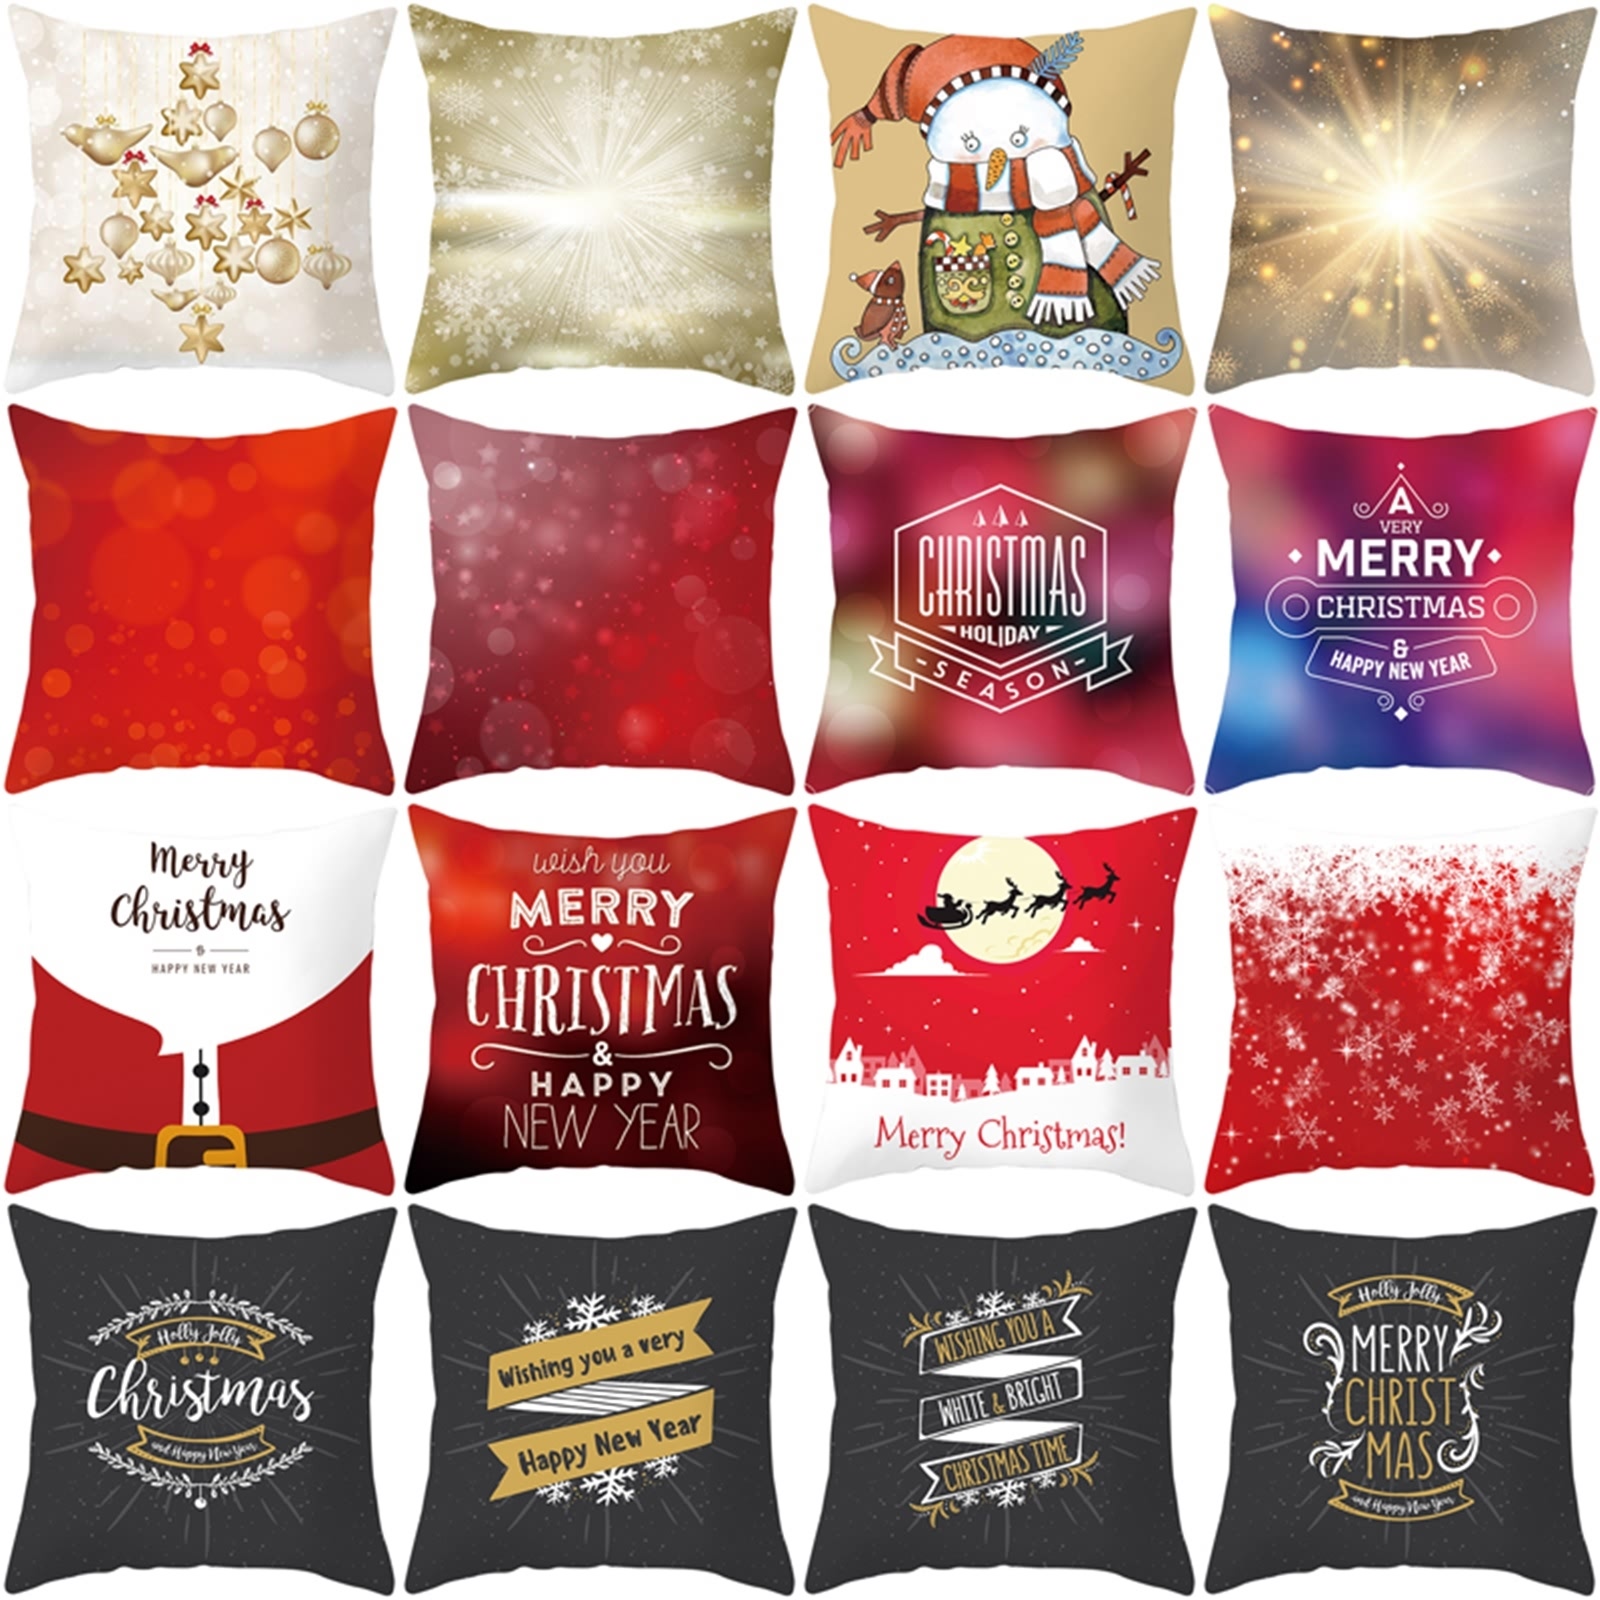 CHRISTMAS
HOLIDAY
-SEASON-
A
VERY
MERRY
CHRISTMAS
&
HAPPY NEW YEAR
Merry
Christmas
&
HAPPY NEW YEAR
wish you
MERRY
CHRISTMAS
&
HAPPY
NEW YEAR
Merry Christmas!
Holly Jolly
Christmas
and Happy New Year
Wishing you a very
Happy New Year
WISHING YOU A
WHITE & BRIGHT
CHRISTMAS TIME
Holly Jolly
MERRY
CHRIST
MAS
and Happy New Year